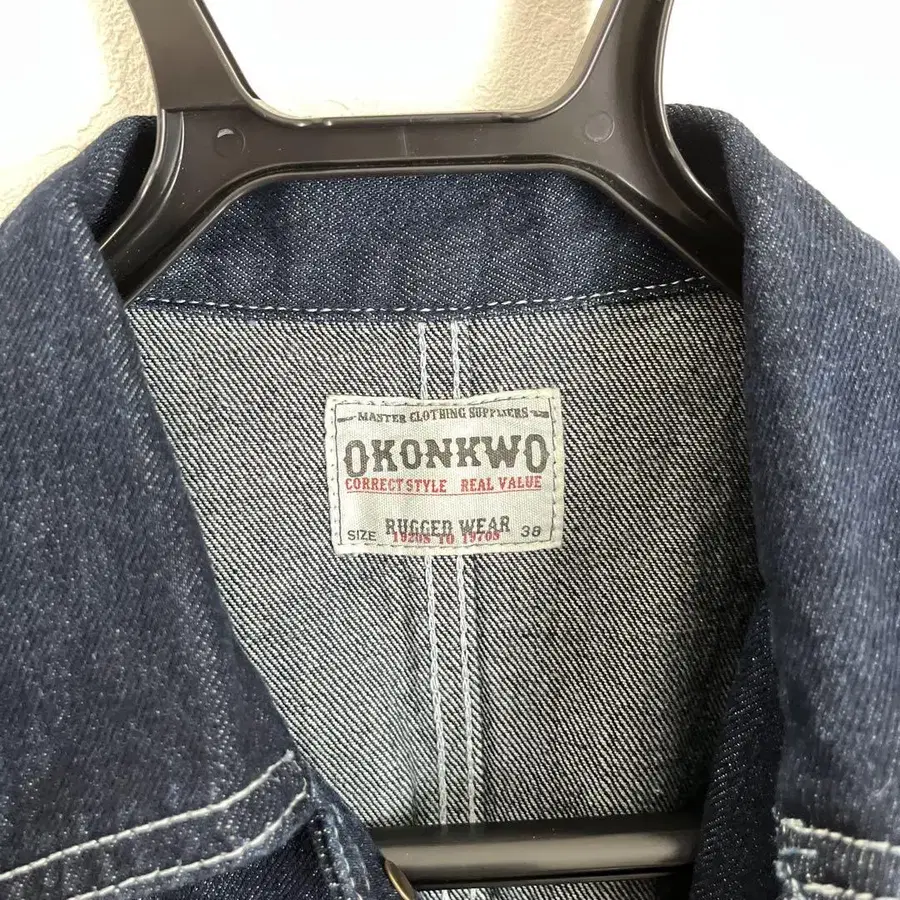 MASTER CLOTHING SUPPLIERS
OKONKWO
CORRECT STYLE REAL VALUE
RUGGED WEAR
SIZE 1920S TO 1970S 38